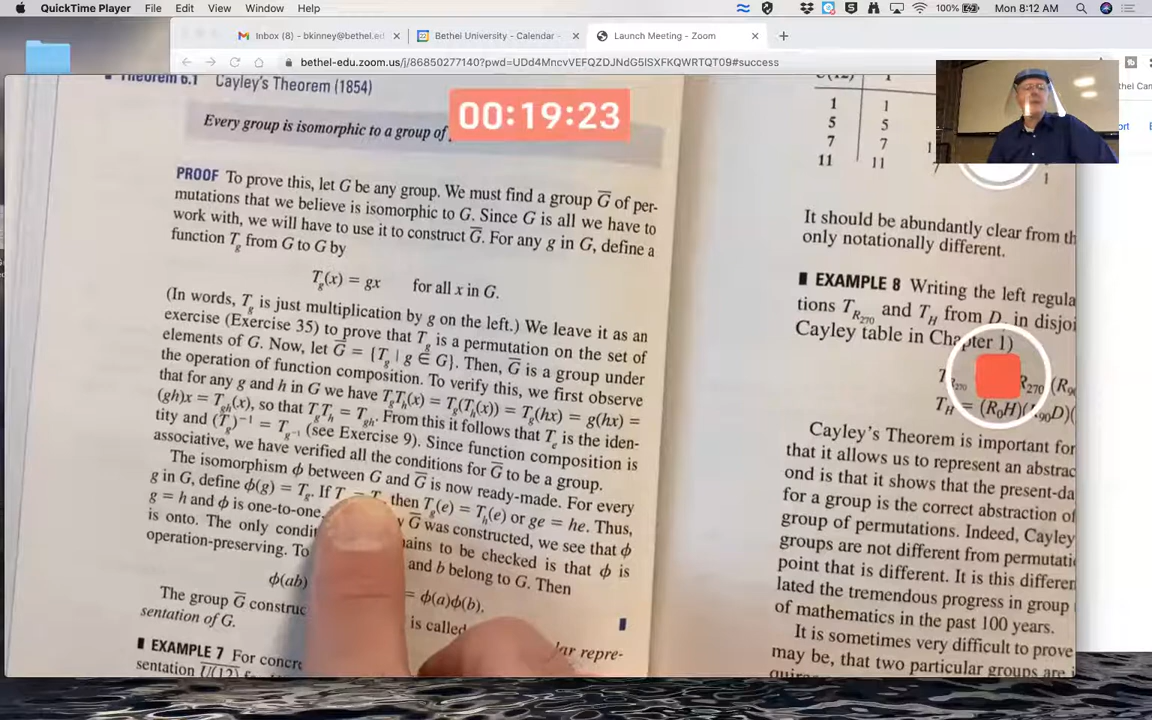 QuickTime Player File Edit View Window Help 100% Mon 8:12 AM
Inbox (8) - bkinney@bethel.ed Bethel University - Calendar - Launch Meeting - Zoom
bethel-edu.zoom.us/j/86850277140?pwd=UDd4MncvVEFQZDJNdG5ISXFKQWRTQT09#success
Theorem 6.1 Cayley's Theorem (1854)
00:19:23
Every group is isomorphic to a group of
PROOF To prove this, let G be any group. We must find a group G̅ of per-
mutations that we believe is isomorphic to G. Since G is all we have to
work with, we will have to use it to construct G̅. For any g in G, define a
function T_g from G to G by
T_g(x) = gx for all x in G.
(In words, T_g is just multiplication by g on the left.) We leave it as an
exercise (Exercise 35) to prove that T_g is a permutation on the set of
elements of G. Now, let G̅ = {T_g | g ∈ G}. Then, G̅ is a group under
the operation of function composition. To verify this, we first observe
that for any g and h in G we have T_gT_h(x) = T_g(T_h(x)) = T_g(hx) = g(hx) =
(gh)x = T_gh(x), so that T_gT_h = T_gh. From this it follows that T_e is the iden-
tity and (T_g)⁻¹ = T_g⁻¹ (see Exercise 9). Since function composition is
associative, we have verified all the conditions for G̅ to be a group.
The isomorphism ϕ between G and G̅ is now ready-made. For every
g in G, define ϕ(g) = T_g. If T = T then T_g(e) = T_h(e) or ge = he. Thus,
g = h and ϕ is one-to-one. G̅ was constructed, we see that ϕ
is onto. The only to be checked is that ϕ is
operation-preserving. To and b belong to G. Then
ϕ(ab) = ϕ(a)ϕ(b).
The group G̅ is called repre-
sentation of G.
EXAMPLE 7 For
sentation U(12)
U(12) 1
1 1
5 5
7 7
11 11
It should be abundantly clear from
only notationally different.
EXAMPLE 8 Writing the left
tions T_R270 and T_H from D in
Cayley table in Chapter 1)
T_R270
T_H = (R₀H)
Cayley's Theorem is important for
that it allows us to represent an
ond is that it shows that the
for a group is the correct abstraction of
group of permutations. Indeed, Cayley
groups are not different from
point that is different. It is this
lated the tremendous progress in group
of mathematics in the past 100 years.
It is sometimes very difficult to
may be, that two particular groups are